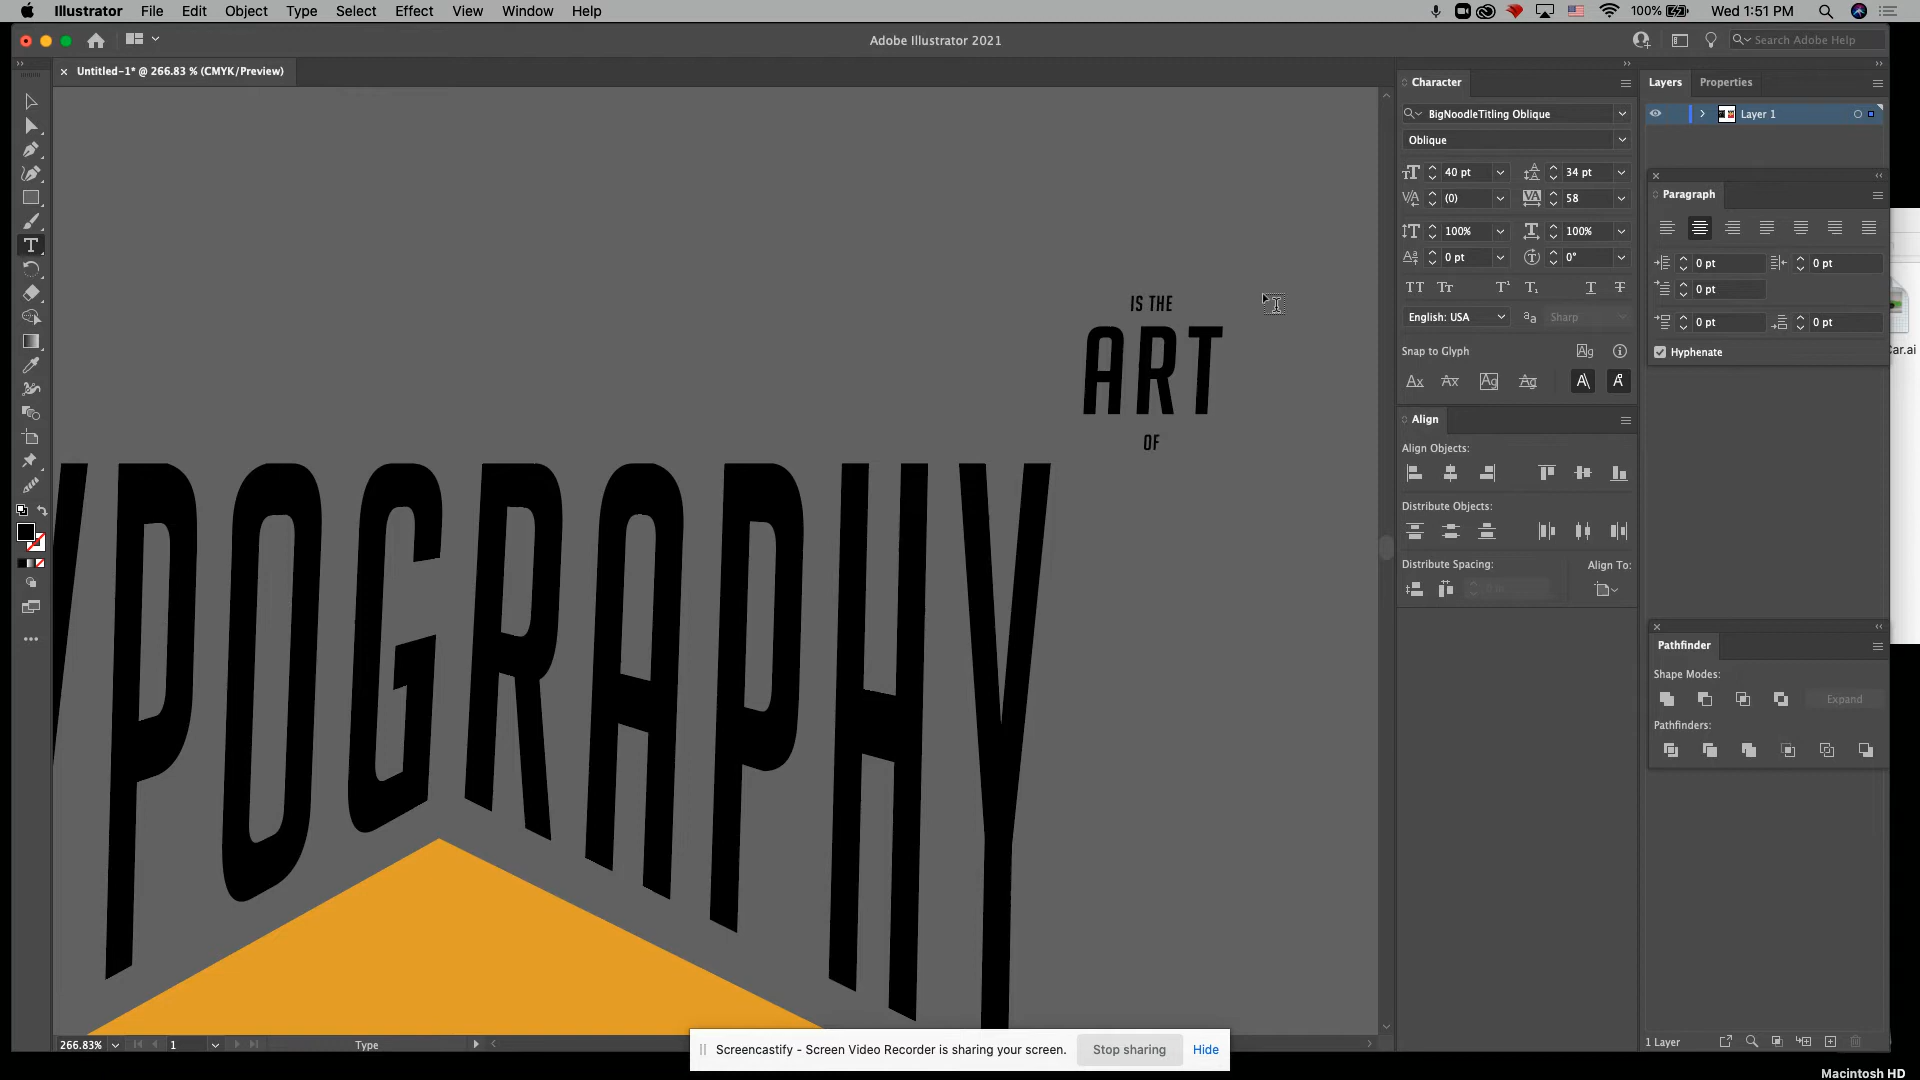 Illustrator File Edit Object Type Select Effect View Window Help
100% Wed 1:51 PM
Adobe Illustrator 2021
Search Adobe Help
Untitled-1* @ 266.83 % (CMYK/Preview)
Character
BigNoodleTitling Oblique
Oblique
40 pt 34 pt
(0) 58
100% 100%
0 pt 0°
English: USA Sharp
Snap to Glyph
Align
Align Objects:
Distribute Objects:
Distribute Spacing: Align To:
0 in
Layers Properties
Layer 1
Paragraph
0 pt 0 pt
0 pt
0 pt 0 pt
Hyphenate
Car.ai
Pathfinder
Shape Modes:
Expand
Pathfinders:
IS THE
ART
OF
YPOGRAPHY
266.83% 1 Type
1 Layer
Screencastify - Screen Video Recorder is sharing your screen. Stop sharing Hide
Macintosh HD